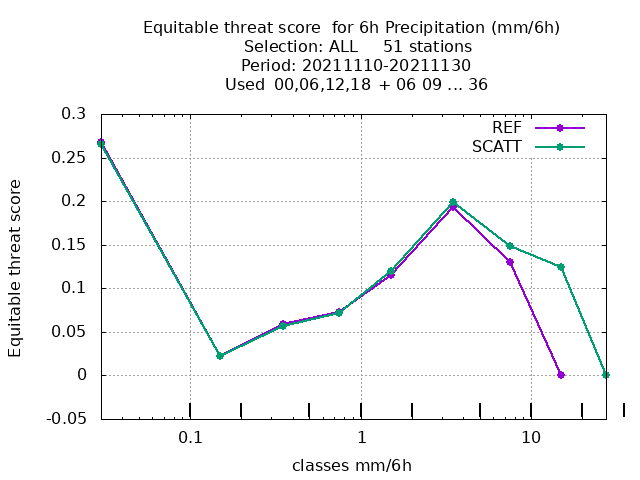 Equitable threat score  for 6h Precipitation (mm/6h)
Selection: ALL     51 stations
Period: 20211110-20211130
Used  00,06,12,18  + 06 09 ... 36
REF
SCATT
0.3
0.25
0.2
0.15
0.1
0.05
0
-0.05
Equitable threat score
0.1
1
10
classes mm/6h